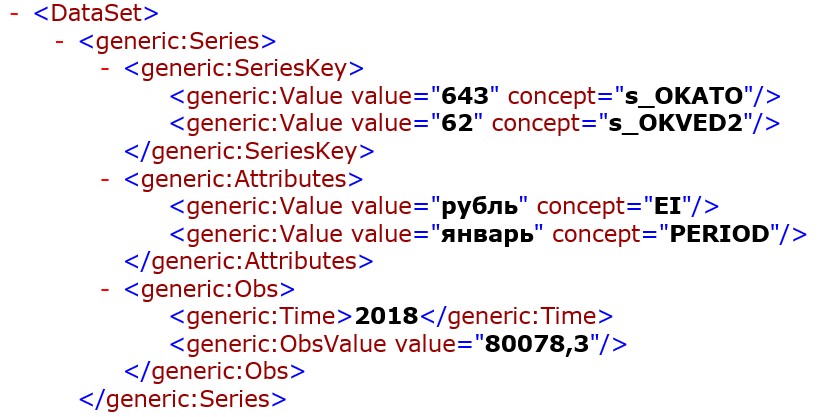 - <DataSet>
- <generic:Series>
- <generic:SeriesKey>
<generic:Value value="643" concept="s_OKATO"/>
<generic:Value value="62" concept="s_OKVED2"/>
</generic:SeriesKey>
- <generic:Attributes>
<generic:Value value="рубль" concept="EI"/>
<generic:Value value="январь" concept="PERIOD"/>
</generic:Attributes>
- <generic:Obs>
<generic:Time>2018</generic:Time>
<generic:ObsValue value="80078,3"/>
</generic:Obs>
</generic:Series>